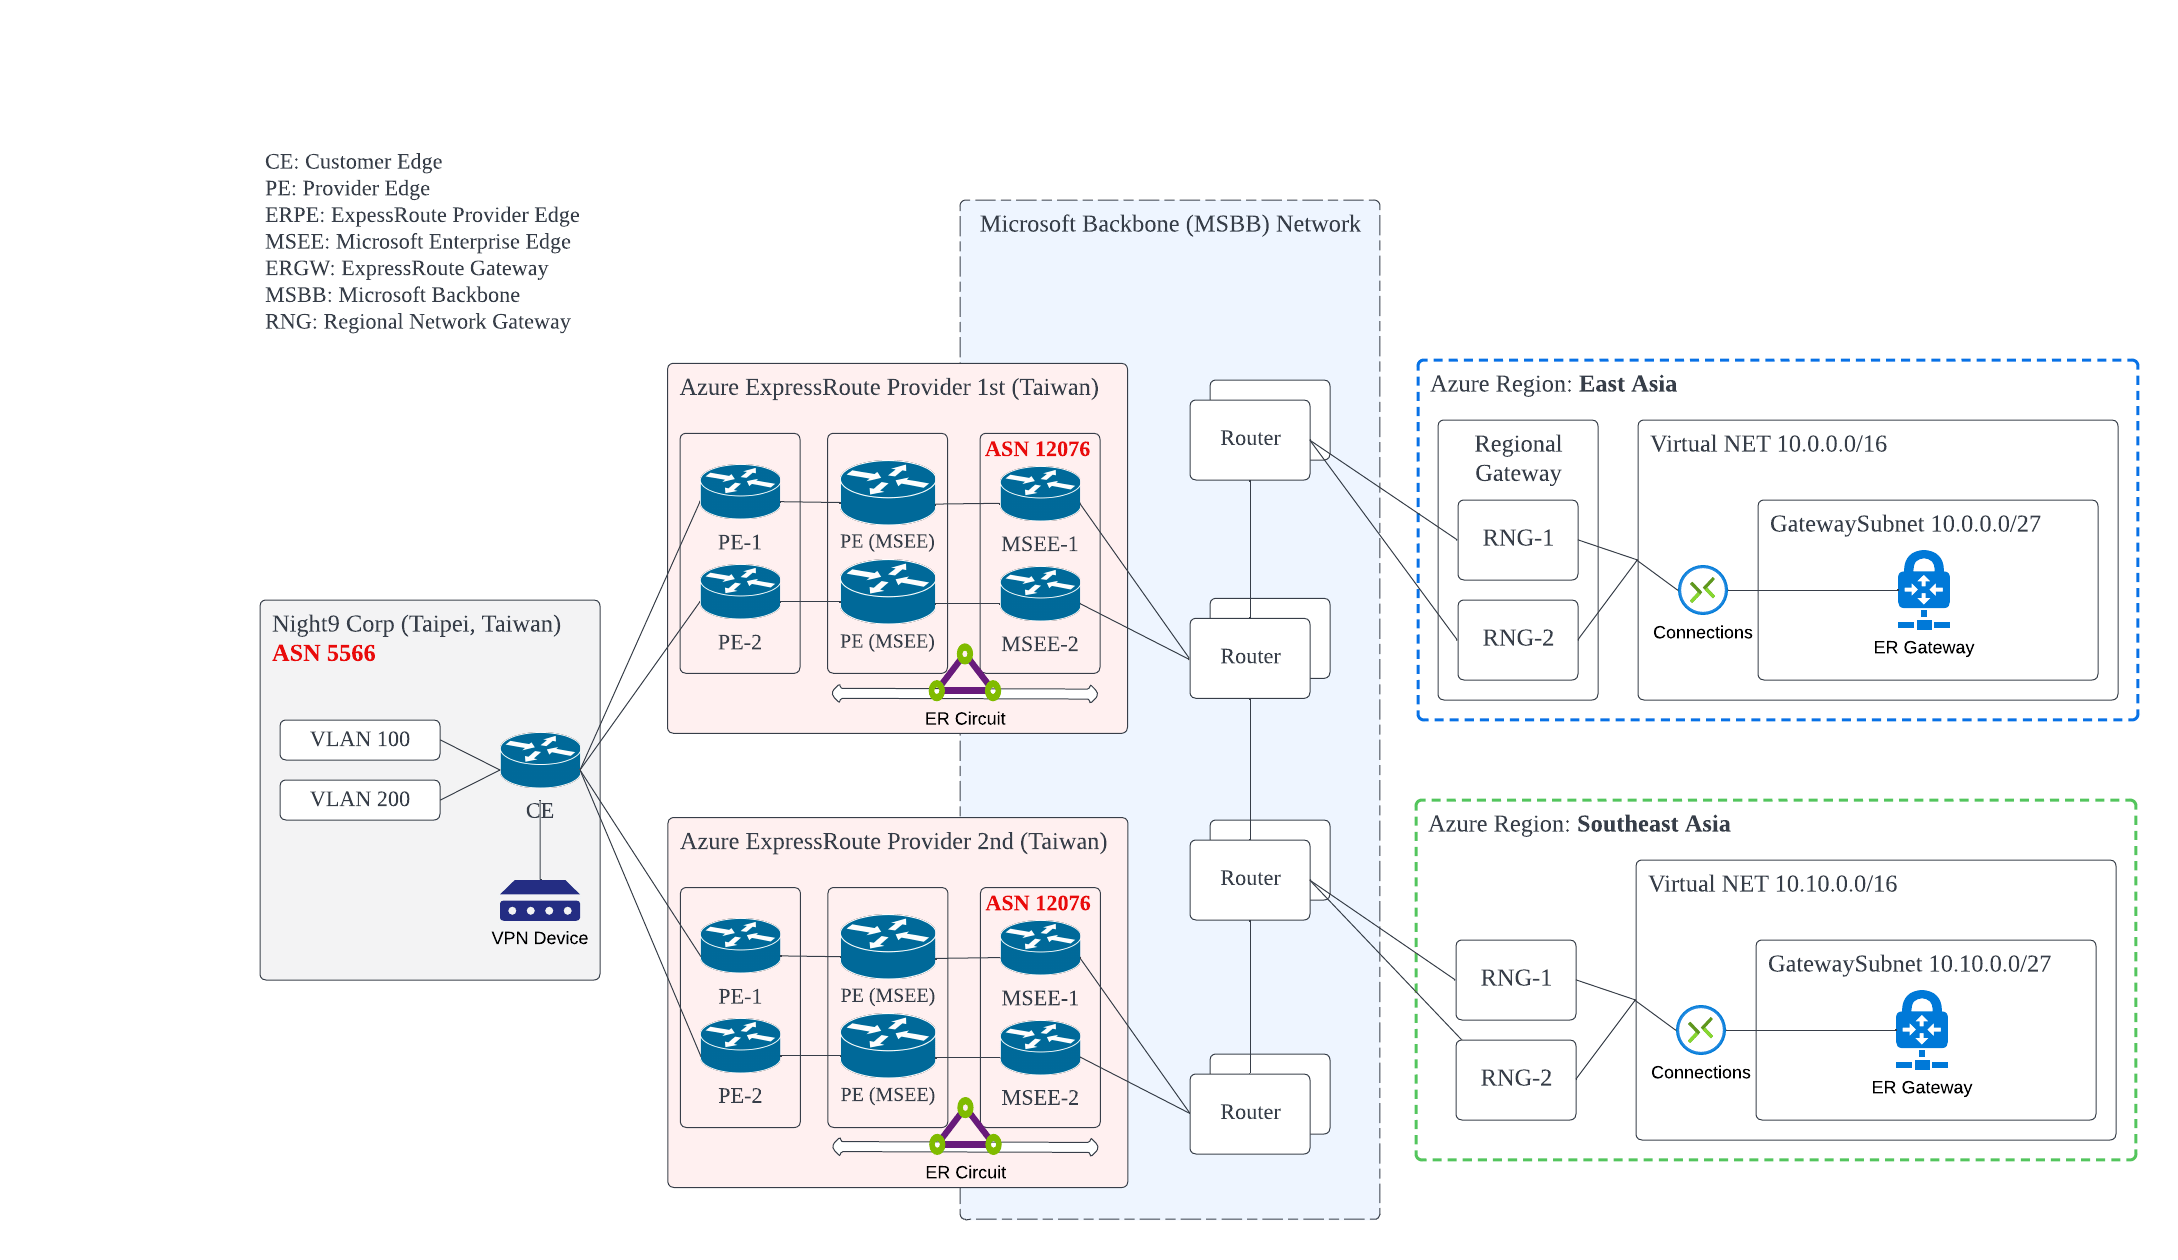 CE: Customer Edge
PE: Provider Edge
ERPE: ExpessRoute Provider Edge
MSEE: Microsoft Enterprise Edge
ERGW: ExpressRoute Gateway
MSBB: Microsoft Backbone
RNG: Regional Network Gateway
Night9 Corp (Taipei, Taiwan)
ASN 5566
VLAN 100
VLAN 200
CE
VPN Device
Azure ExpressRoute Provider 1st (Taiwan)
ASN 12076
PE-1
PE (MSEE)
MSEE-1
PE-2
PE (MSEE)
MSEE-2
ER Circuit
Azure ExpressRoute Provider 2nd (Taiwan)
ASN 12076
PE-1
PE (MSEE)
MSEE-1
PE-2
PE (MSEE)
MSEE-2
ER Circuit
Microsoft Backbone (MSBB) Network
Router
Router
Router
Router
Azure Region: East Asia
Regional
Gateway
RNG-1
RNG-2
Virtual NET 10.0.0.0/16
GatewaySubnet 10.0.0.0/27
Connections
ER Gateway
Azure Region: Southeast Asia
RNG-1
RNG-2
Virtual NET 10.10.0.0/16
GatewaySubnet 10.10.0.0/27
Connections
ER Gateway